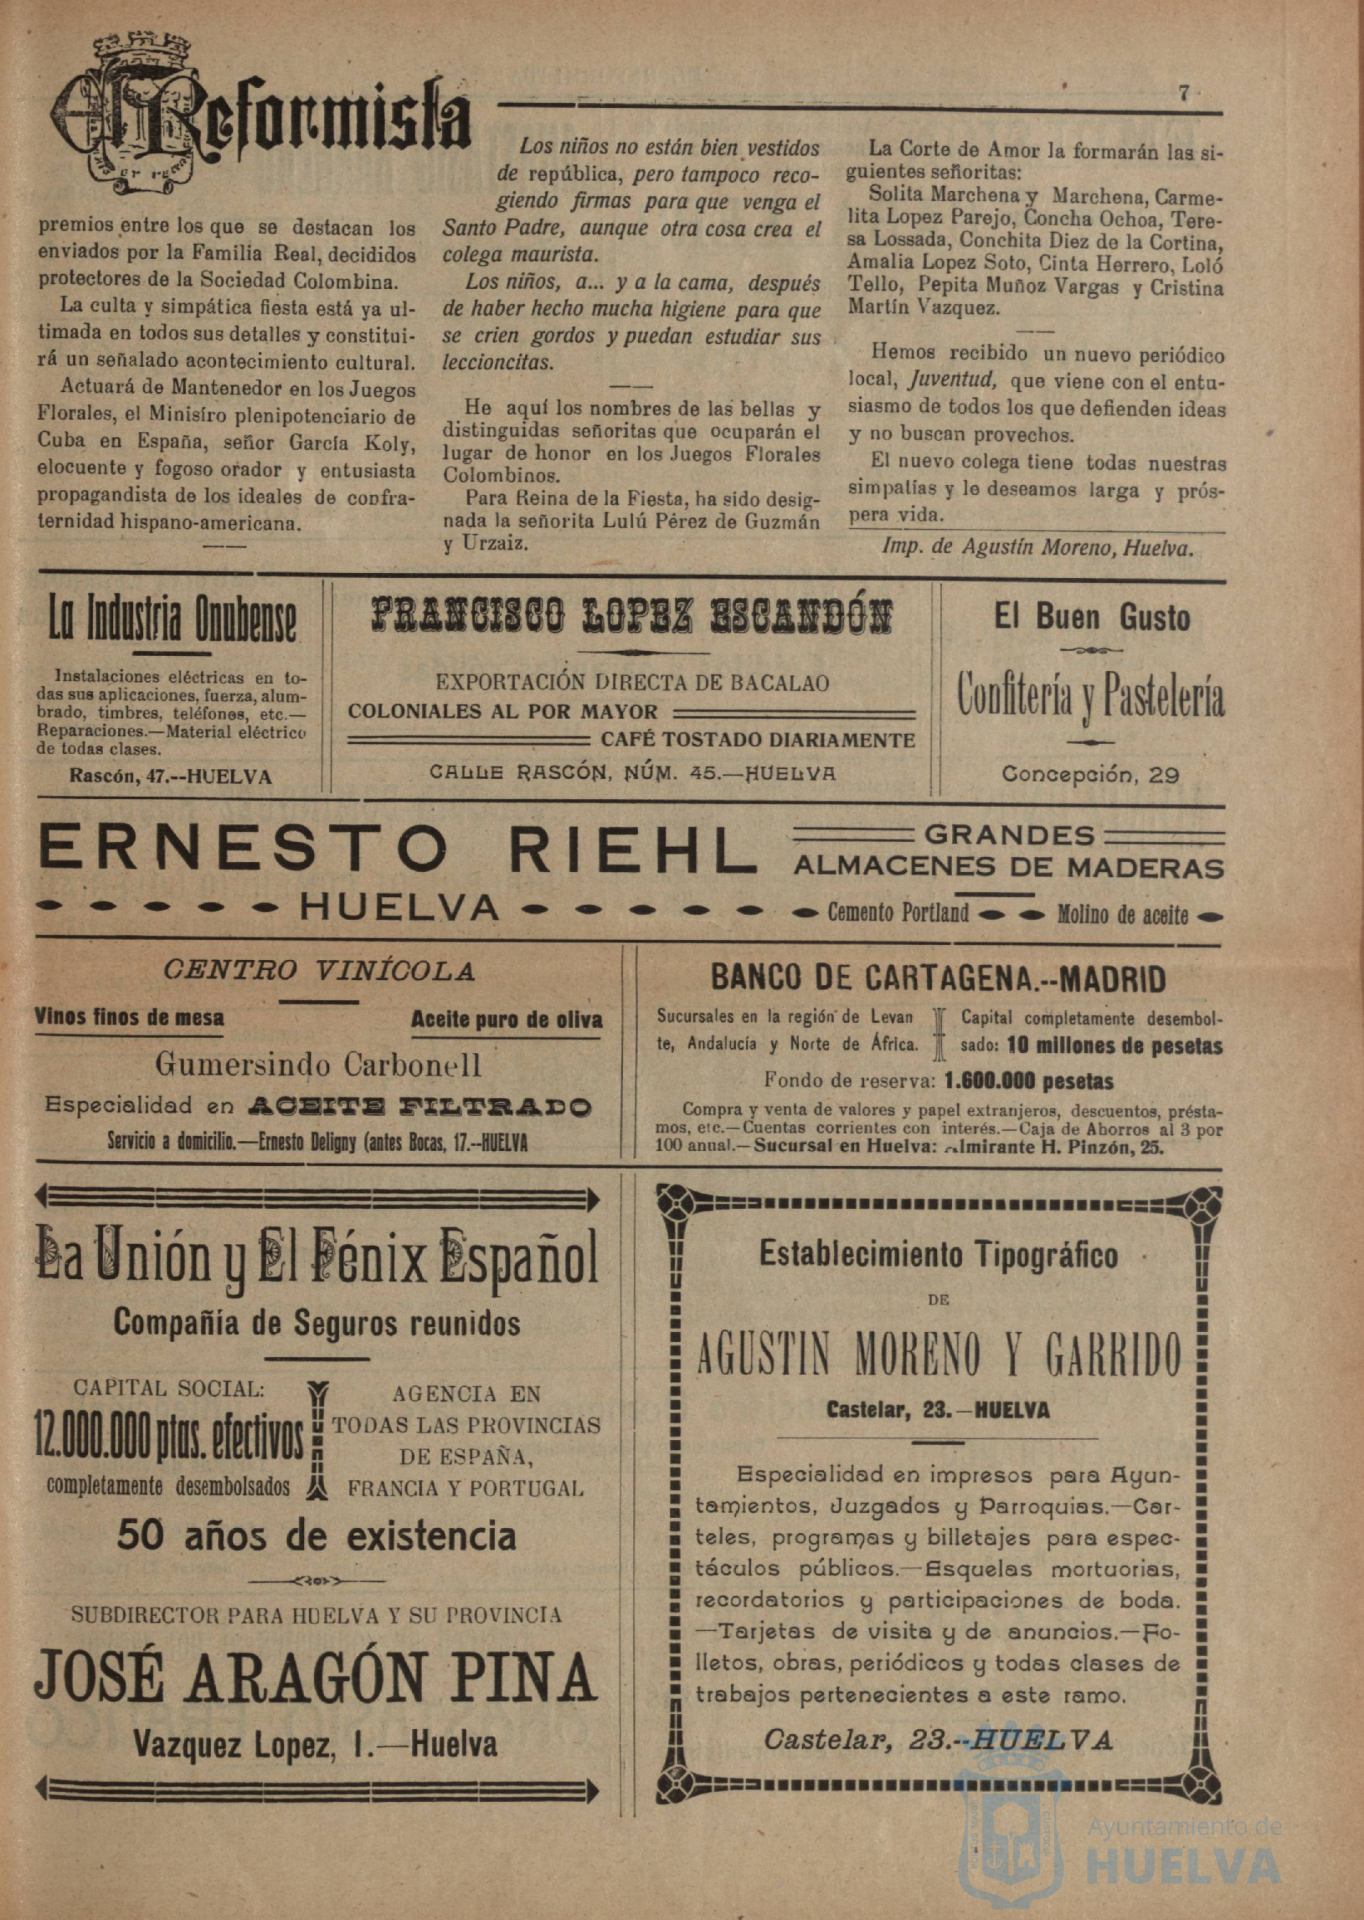 El Reformista
7
premios entre los que se destacan los
enviados por la Familia Real, decididos
protectores de la Sociedad Colombina.
La culta y simpática fiesta está ya ul-
timada en todos sus detalles y constitui-
rá un señalado acontecimiento cultural.
Actuará de Mantenedor en los Juegos
Florales, el Ministro plenipotenciario de
Cuba en España, señor García Koly,
elocuente y fogoso orador y entusiasta
propagandista de los ideales de confra-
ternidad hispano-americana.
Los niños no están bien vestidos
de república, pero tampoco reco-
giendo firmas para que venga el
Santo Padre, aunque otra cosa crea el
colega maurista.
Los niños, a... y a la cama, después
de haber hecho mucha higiene para que
se crien gordos y puedan estudiar sus
leccioncitas.
He aquí los nombres de las bellas y
distinguidas señoritas que ocuparán el
lugar de honor en los Juegos Florales
Colombinos.
Para Reina de la Fiesta, ha sido desig-
nada la señorita Lulú Pérez de Guzmán
y Urzaiz.
La Corte de Amor la formarán las si-
guientes señoritas:
Solita Marchena y Marchena, Carme-
lita Lopez Parejo, Concha Ochoa, Tere-
sa Lossada, Conchita Diez de la Cortina,
Amalia Lopez Soto, Cinta Herrero, Loló
Tello, Pepita Muñoz Vargas y Cristina
Martín Vazquez.
Hemos recibido un nuevo periódico
local, Juventud, que viene con el entu-
siasmo de todos los que defienden ideas
y no buscan provechos.
El nuevo colega tiene todas nuestras
simpatías y le deseamos larga y prós-
pera vida.
Imp. de Agustín Moreno, Huelva.
La Industria Onubense
Instalaciones eléctricas en to-
das sus aplicaciones, fuerza, alum-
brado, timbres, teléfonos, etc.—
Reparaciones.—Material eléctrico
de todas clases.
Rascón, 47.--HUELVA
FRANCISCO LOPEZ ESCANDÓN
EXPORTACIÓN DIRECTA DE BACALAO
COLONIALES AL POR MAYOR
CAFÉ TOSTADO DIARIAMENTE
CALLE RASCÓN, NÚM. 45.—HUELVA
El Buen Gusto
Confitería y Pastelería
Concepción, 29
ERNESTO RIEHL
HUELVA
GRANDES
ALMACENES DE MADERAS
Cemento Portland
Molino de aceite
CENTRO VINÍCOLA
Vinos finos de mesa
Aceite puro de oliva
Gumersindo Carbonell
Especialidad en ACEITE FILTRADO
Servicio a domicilio.—Ernesto Deligny (antes Bocas, 17.--HUELVA
BANCO DE CARTAGENA.--MADRID
Sucursales en la región de Levan
te, Andalucía y Norte de África.
Capital completamente desembol-
sado: 10 millones de pesetas
Fondo de reserva: 1.600.000 pesetas
Compra y venta de valores y papel extranjeros, descuentos, présta-
mos, etc.—Cuentas corrientes con interés.—Caja de Ahorros al 3 por
100 anual.—Sucursal en Huelva: Almirante H. Pinzón, 25.
La Unión y El Fénix Español
Compañía de Seguros reunidos
CAPITAL SOCIAL:
12.000.000 ptas. efectivos
completamente desembolsados
AGENCIA EN
TODAS LAS PROVINCIAS
DE ESPAÑA,
FRANCIA Y PORTUGAL
50 años de existencia
SUBDIRECTOR PARA HUELVA Y SU PROVINCIA
JOSÉ ARAGÓN PINA
Vazquez Lopez, 1.—Huelva
Establecimiento Tipográfico
DE
AGUSTIN MORENO Y GARRIDO
Castelar, 23.—HUELVA
Especialidad en impresos para Ayun-
tamientos, Juzgados y Parroquias.—Car-
teles, programas y billetajes para espec-
táculos públicos.—Esquelas mortuorias,
recordatorios y participaciones de boda.
—Tarjetas de visita y de anuncios.—Fo-
lletos, obras, periódicos y todas clases de
trabajos pertenecientes a este ramo.
Castelar, 23.--HUELVA
Ayuntamiento de
HUELVA